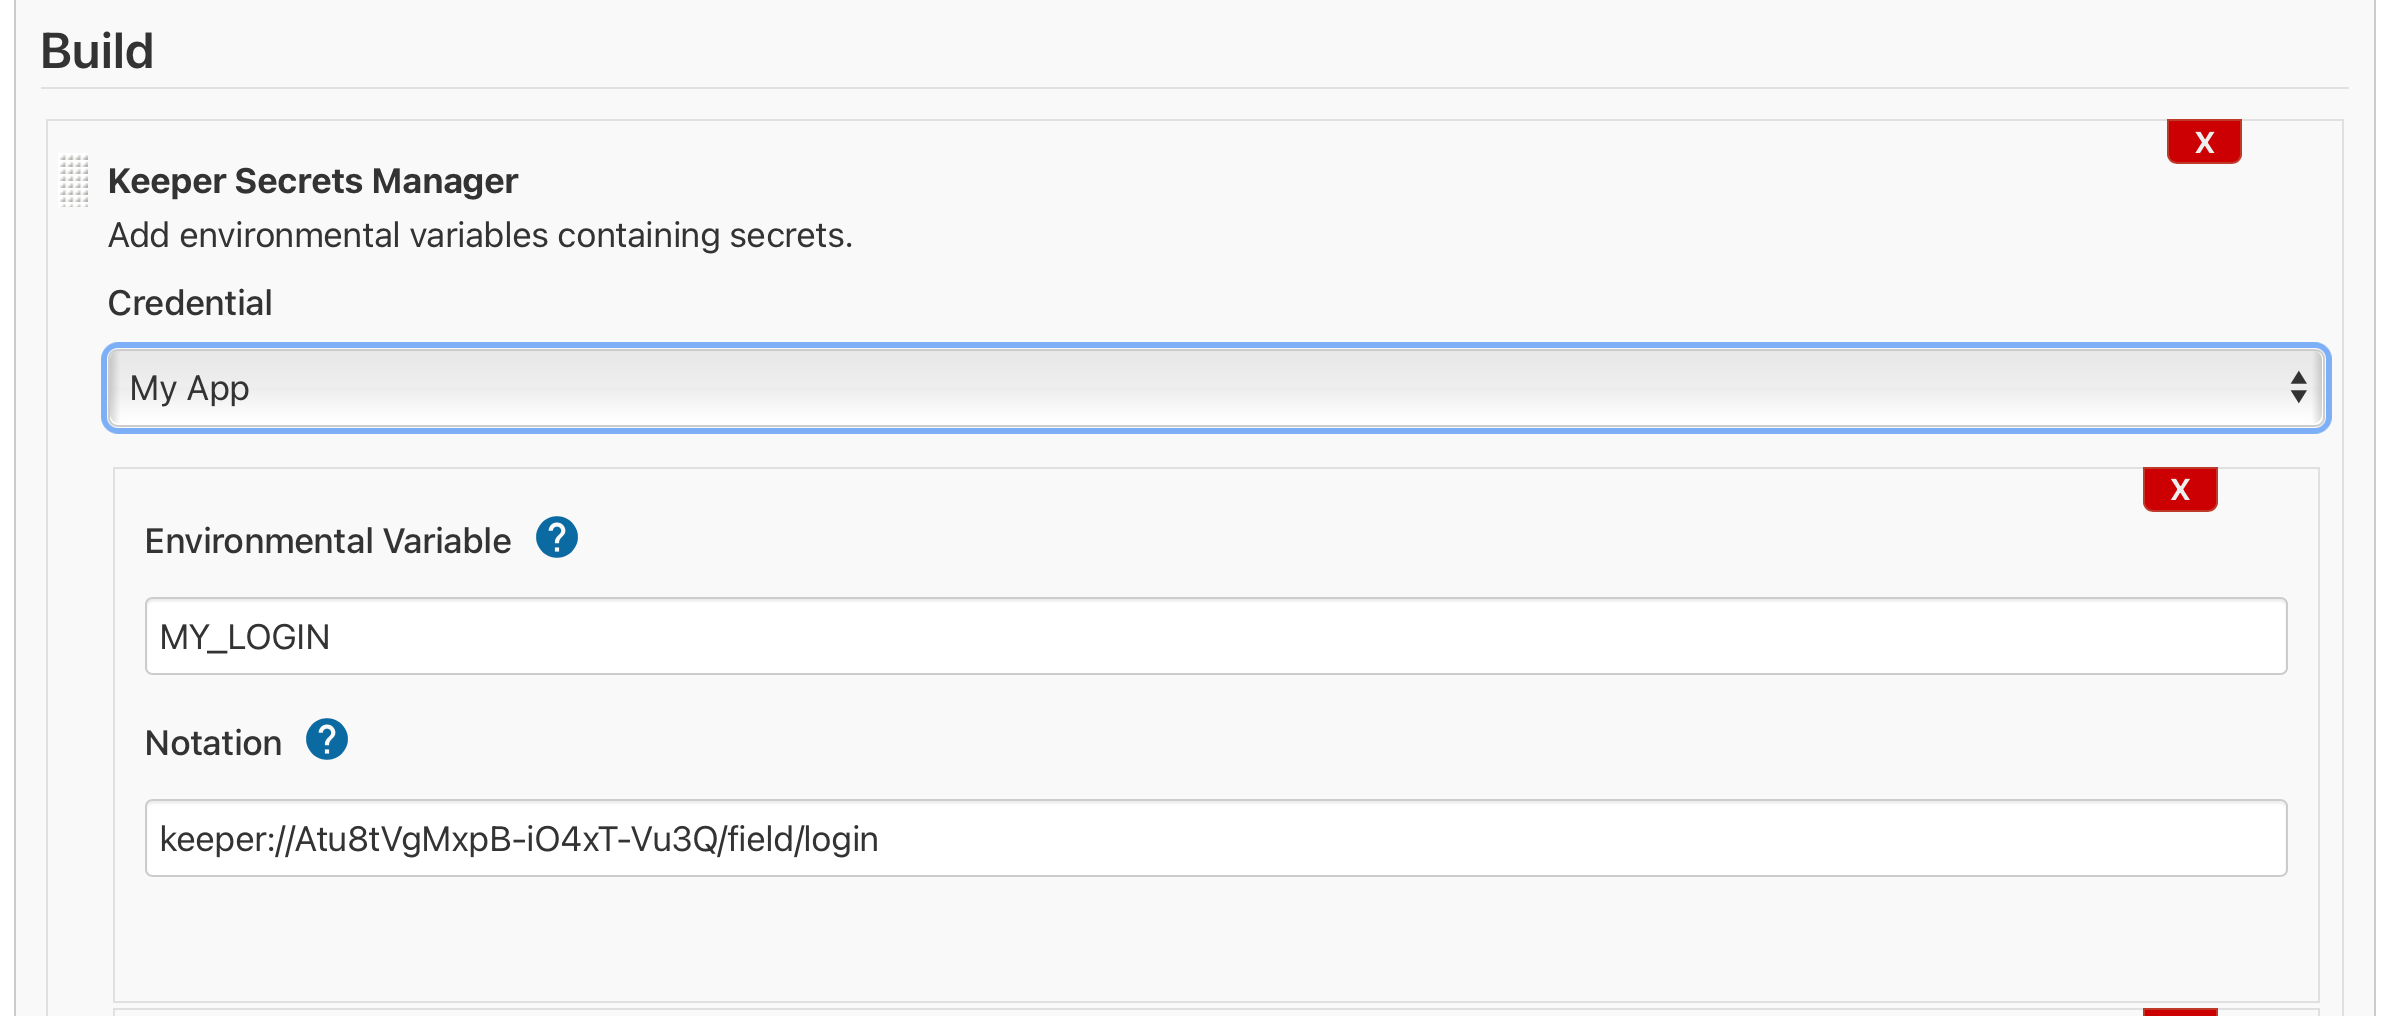 Build
X
Keeper Secrets Manager
Add environmental variables containing secrets.
Credential
My App
X
Environmental Variable ?
MY_LOGIN
Notation ?
keeper://Atu8tVgMxpB-iO4xT-Vu3Q/field/login